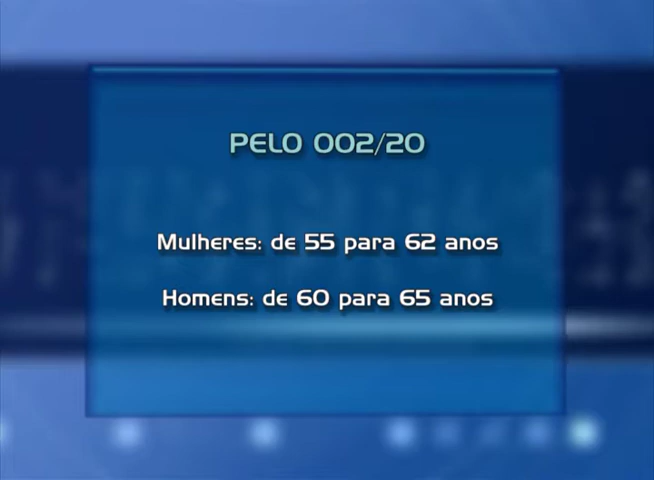 PELO 002/20
Mulheres: de 55 para 62 anos
Homens: de 60 para 65 anos